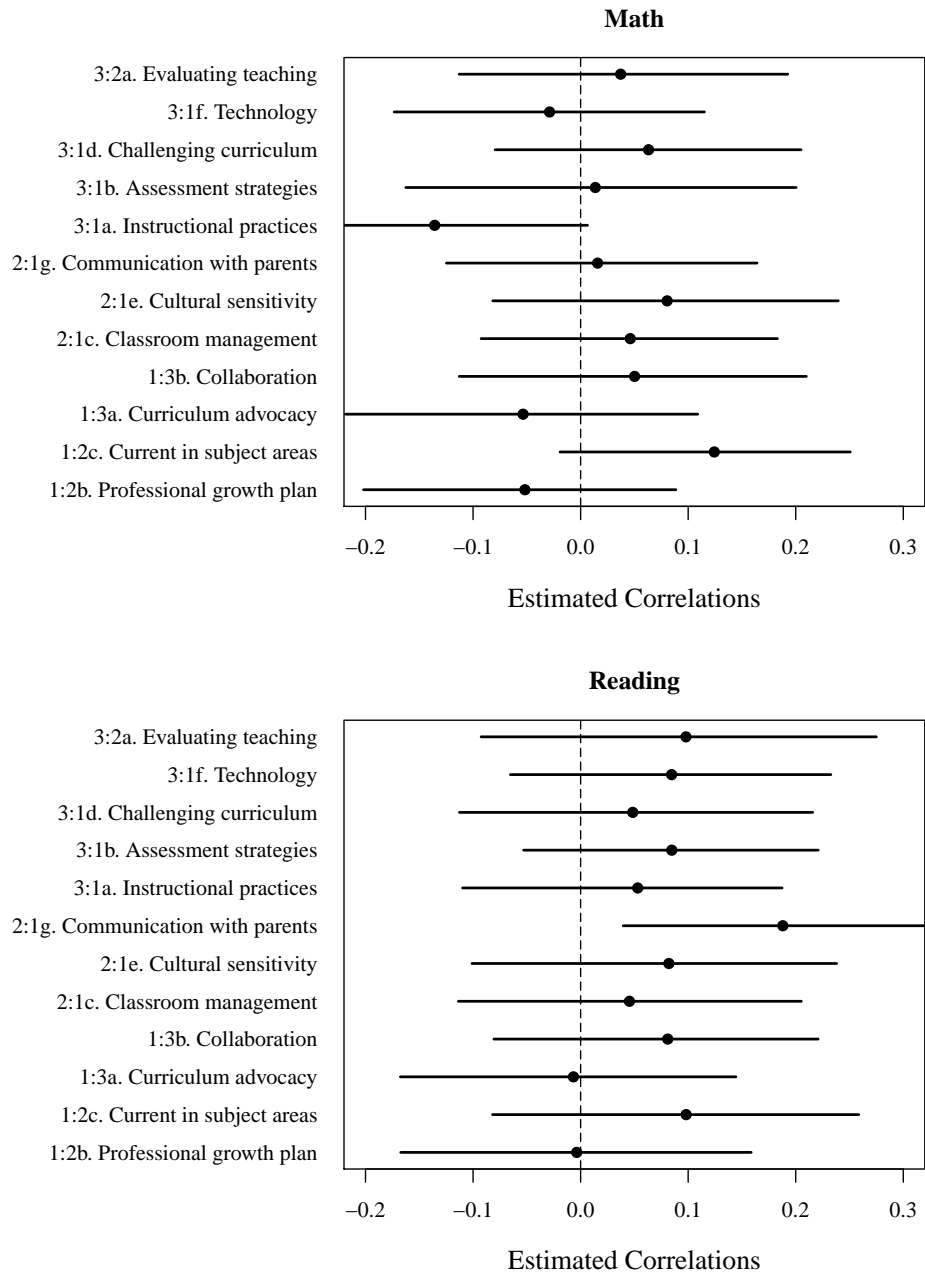 Math
3:2a. Evaluating teaching
3:1f. Technology
3:1d. Challenging curriculum
3:1b. Assessment strategies
3:1a. Instructional practices
2:1g. Communication with parents
2:1e. Cultural sensitivity
2:1c. Classroom management
1:3b. Collaboration
1:3a. Curriculum advocacy
1:2c. Current in subject areas
1:2b. Professional growth plan
−0.2 −0.1 0.0 0.1 0.2 0.3
Estimated Correlations
Reading
3:2a. Evaluating teaching
3:1f. Technology
3:1d. Challenging curriculum
3:1b. Assessment strategies
3:1a. Instructional practices
2:1g. Communication with parents
2:1e. Cultural sensitivity
2:1c. Classroom management
1:3b. Collaboration
1:3a. Curriculum advocacy
1:2c. Current in subject areas
1:2b. Professional growth plan
−0.2 −0.1 0.0 0.1 0.2 0.3
Estimated Correlations